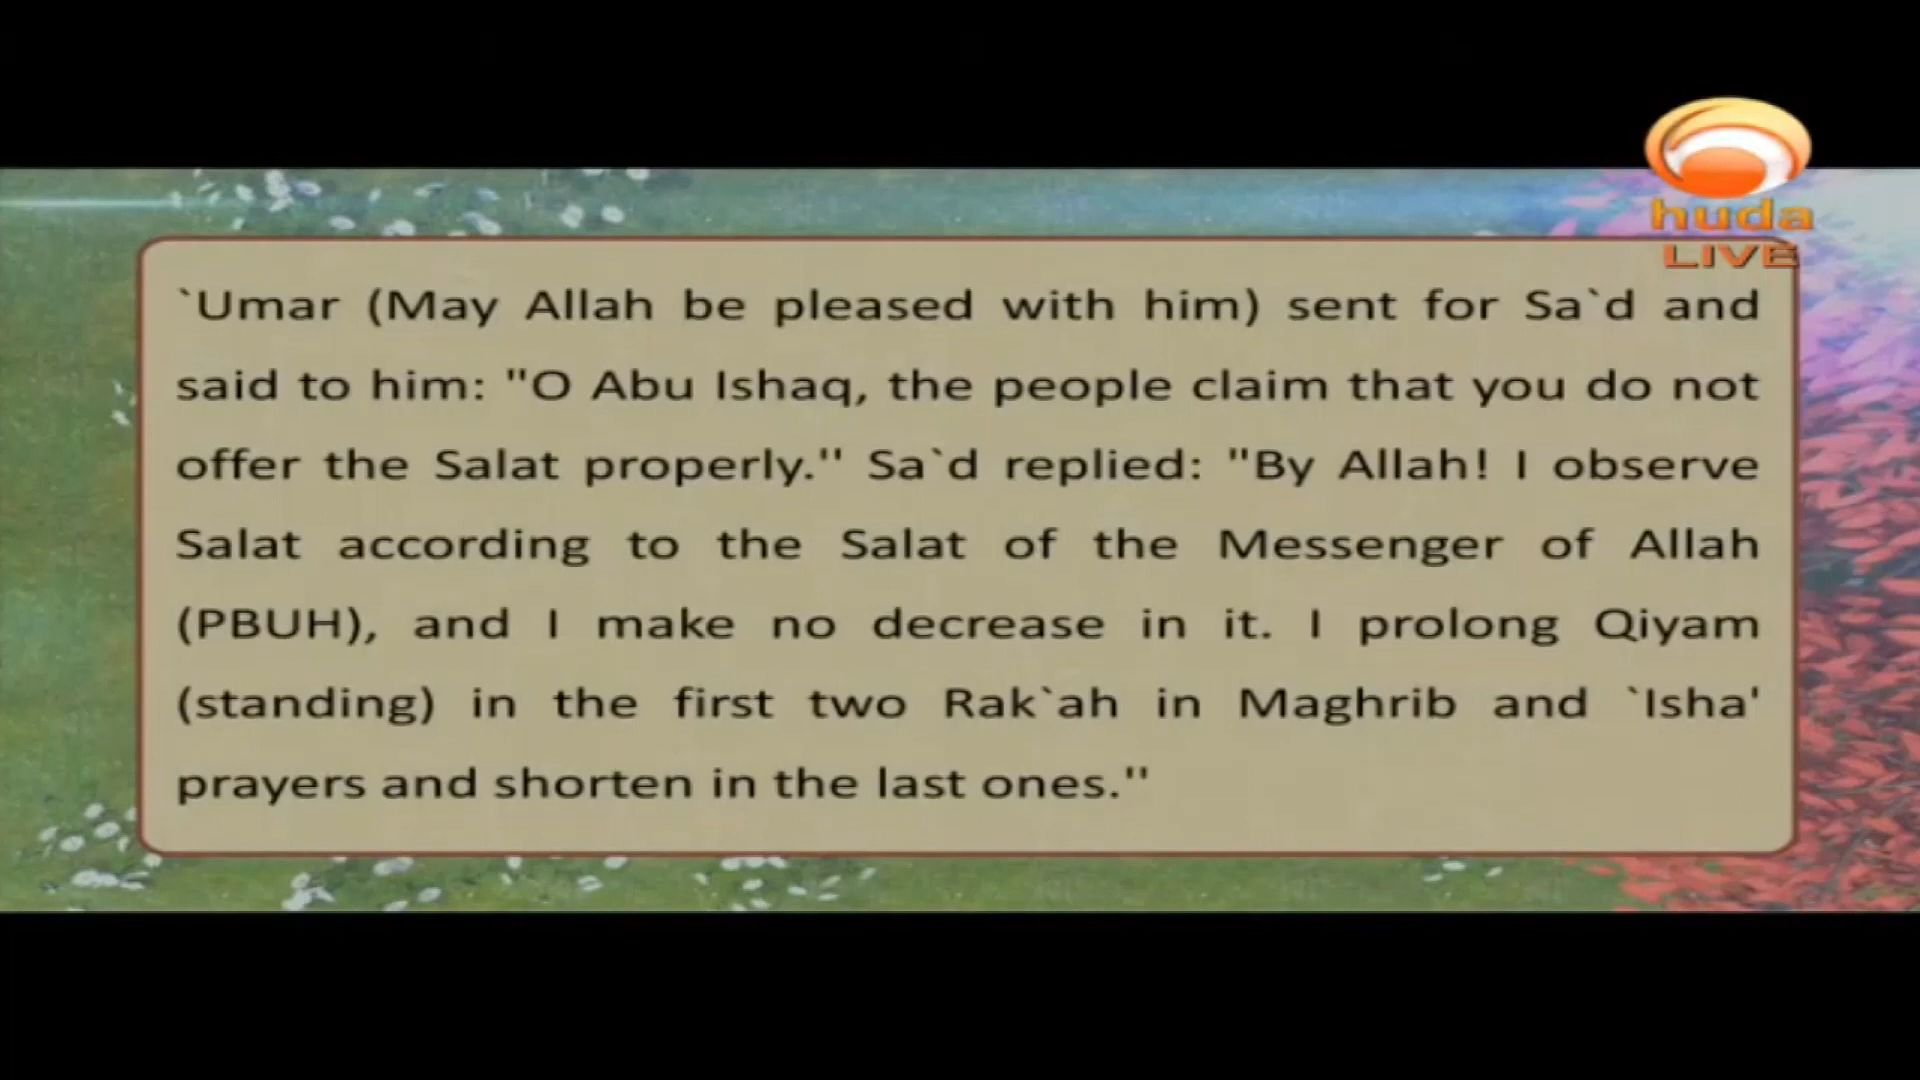 huda
LIVE
`Umar (May Allah be pleased with him) sent for Sa`d and
said to him: "O Abu Ishaq, the people claim that you do not
offer the Salat properly.'' Sa`d replied: "By Allah! I observe
Salat according to the Salat of the Messenger of Allah
(PBUH), and I make no decrease in it. I prolong Qiyam
(standing) in the first two Rak`ah in Maghrib and `Isha'
prayers and shorten in the last ones.''